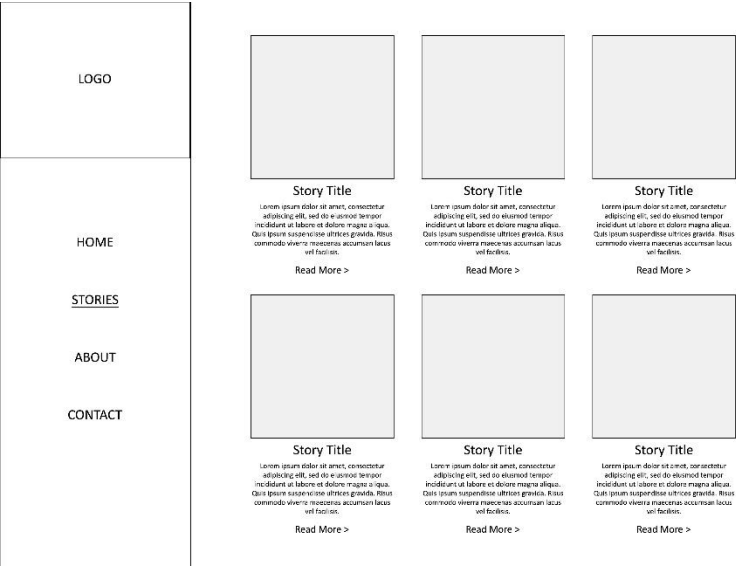 LOGO
HOME
STORIES
ABOUT
CONTACT
Story Title
Lorem ipsum dolor sit amet, consectetur
adipiscing elit, sed do eiusmod tempor
incididunt ut labore et dolore magna aliqua.
Quis ipsum suspendisse ultrices gravida. Risus
commodo viverra maecenas accumsan lacus
vel facilisis.
Read More >
Story Title
Lorem ipsum dolor sit amet, consectetur
adipiscing elit, sed do eiusmod tempor
incididunt ut labore et dolore magna aliqua.
Quis ipsum suspendisse ultrices gravida. Risus
commodo viverra maecenas accumsan lacus
vel facilisis.
Read More >
Story Title
Lorem ipsum dolor sit amet, consectetur
adipiscing elit, sed do eiusmod tempor
incididunt ut labore et dolore magna aliqua.
Quis ipsum suspendisse ultrices gravida. Risus
commodo viverra maecenas accumsan lacus
vel facilisis.
Read More >
Story Title
Lorem ipsum dolor sit amet, consectetur
adipiscing elit, sed do eiusmod tempor
incididunt ut labore et dolore magna aliqua.
Quis ipsum suspendisse ultrices gravida. Risus
commodo viverra maecenas accumsan lacus
vel facilisis.
Read More >
Story Title
Lorem ipsum dolor sit amet, consectetur
adipiscing elit, sed do eiusmod tempor
incididunt ut labore et dolore magna aliqua.
Quis ipsum suspendisse ultrices gravida. Risus
commodo viverra maecenas accumsan lacus
vel facilisis.
Read More >
Story Title
Lorem ipsum dolor sit amet, consectetur
adipiscing elit, sed do eiusmod tempor
incididunt ut labore et dolore magna aliqua.
Quis ipsum suspendisse ultrices gravida. Risus
commodo viverra maecenas accumsan lacus
vel facilisis.
Read More >